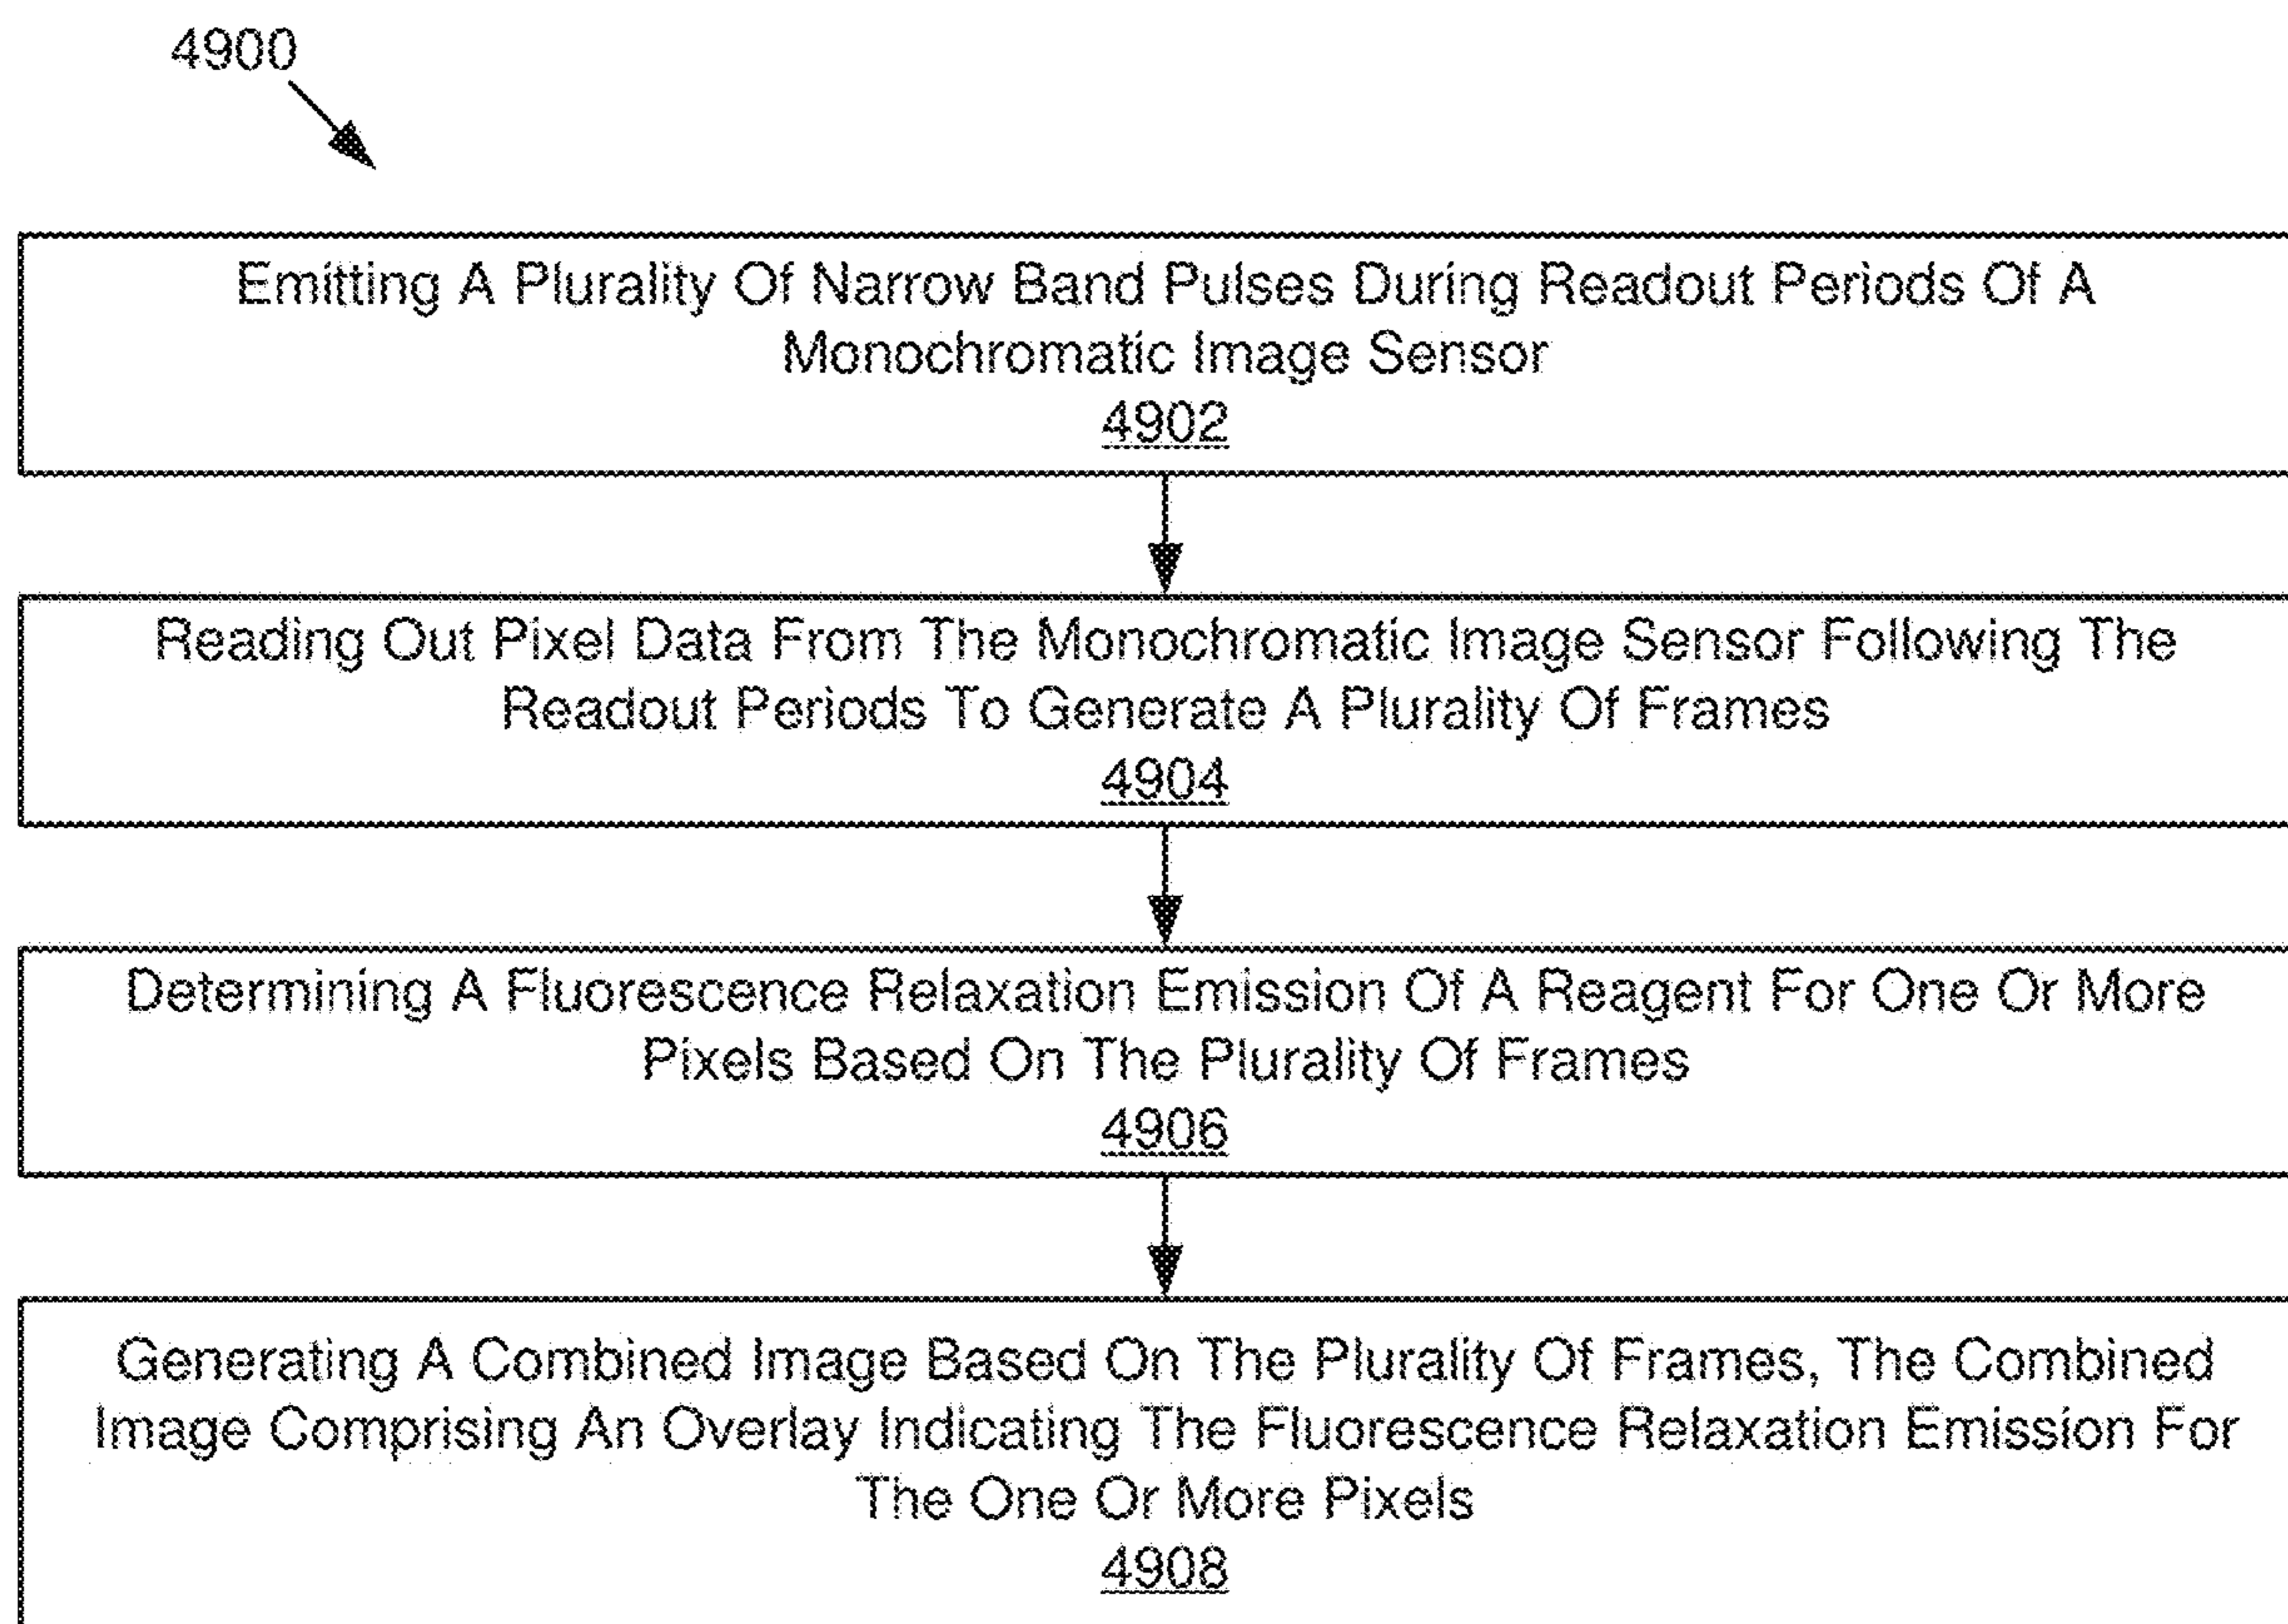 4900
Emitting A Plurality Of Narrow Band Pulses During Readout Periods Of A
Monochromatic Image Sensor
4902
Reading Out Pixel Data From The Monochromatic Image Sensor Following The
Readout Periods To Generate A Plurality Of Frames
4904
Determining A Fluorescence Relaxation Emission Of A Reagent For One Or More
Pixels Based On The Plurality Of Frames
4906
Generating A Combined Image Based On The Plurality Of Frames, The Combined
Image Comprising An Overlay Indicating The Fluorescence Relaxation Emission For
The One Or More Pixels
4908